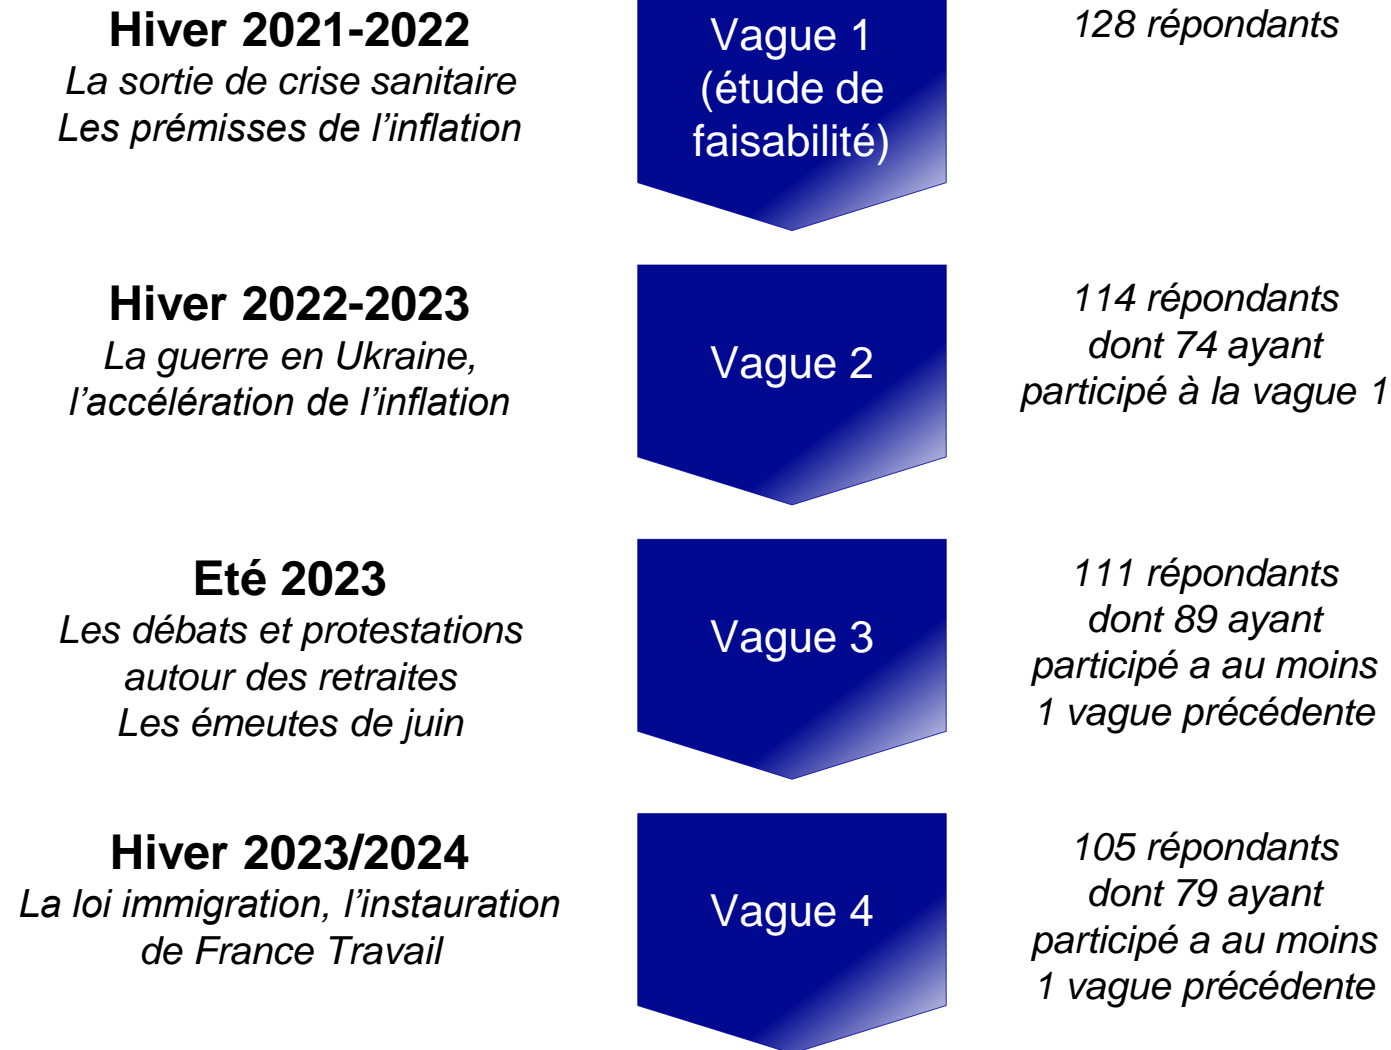 Hiver 2021-2022
La sortie de crise sanitaire
Les prémisses de l'inflation
Vague 1
(étude de
faisabilité)
128 répondants
Hiver 2022-2023
La guerre en Ukraine,
l'accélération de l'inflation
Vague 2
114 répondants
dont 74 ayant
participé à la vague 1
Eté 2023
Les débats et protestations
autour des retraites
Les émeutes de juin
Vague 3
111 répondants
dont 89 ayant
participé a au moins
1 vague précédente
Hiver 2023/2024
La loi immigration, l'instauration
de France Travail
Vague 4
105 répondants
dont 79 ayant
participé a au moins
1 vague précédente